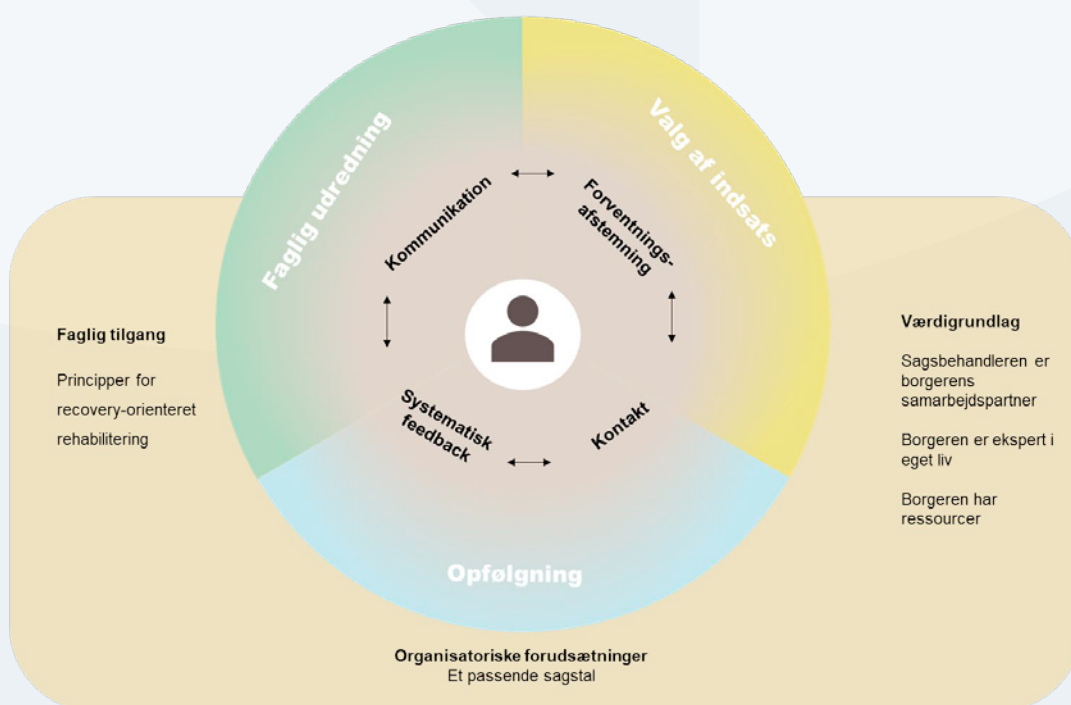 Faglig udredning
Valg af indsats
Kommunikation
Forventnings-
afstemning
Systematisk
feedback
Kontakt
Opfølgning
Faglig tilgang
Principper for
recovery-orienteret
rehabilitering
Værdigrundlag
Sagsbehandleren er
borgerens
samarbejdspartner
Borgeren er ekspert i
eget liv
Borgeren har
ressourcer
Organisatoriske forudsætninger
Et passende sagstal